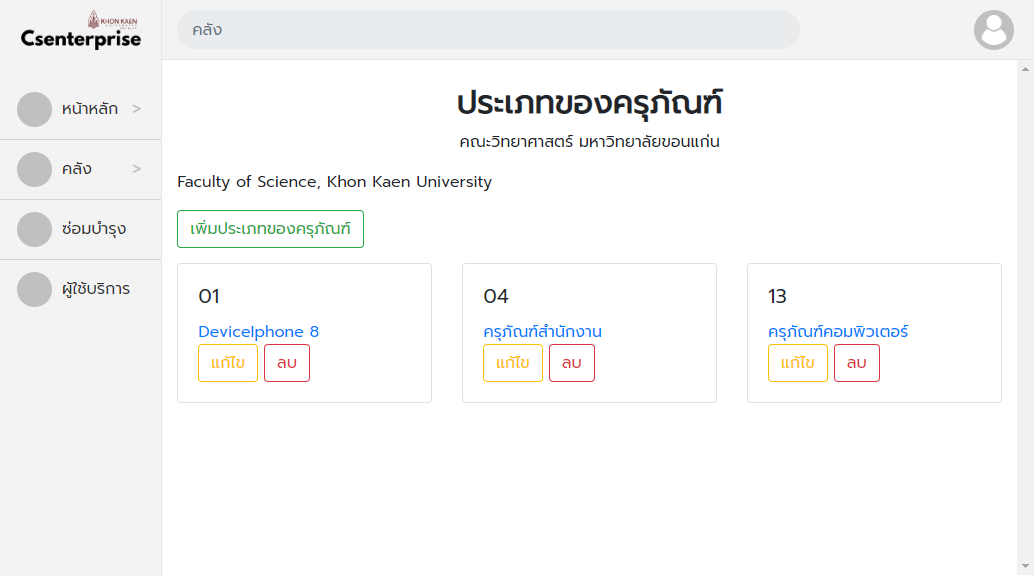 KHON KAEN
Csenterprise
คลัง
หน้าหลัก >
คลัง >
ซ่อมบำรุง
ผู้ใช้บริการ
ประเภทของครุภัณฑ์
คณะวิทยาศาสตร์ มหาวิทยาลัยขอนแก่น
Faculty of Science, Khon Kaen University
เพิ่มประเภทของครุภัณฑ์
01
DeviceIphone 8
แก้ไข ลบ
04
ครุภัณฑ์สำนักงาน
แก้ไข ลบ
13
ครุภัณฑ์คอมพิวเตอร์
แก้ไข ลบ